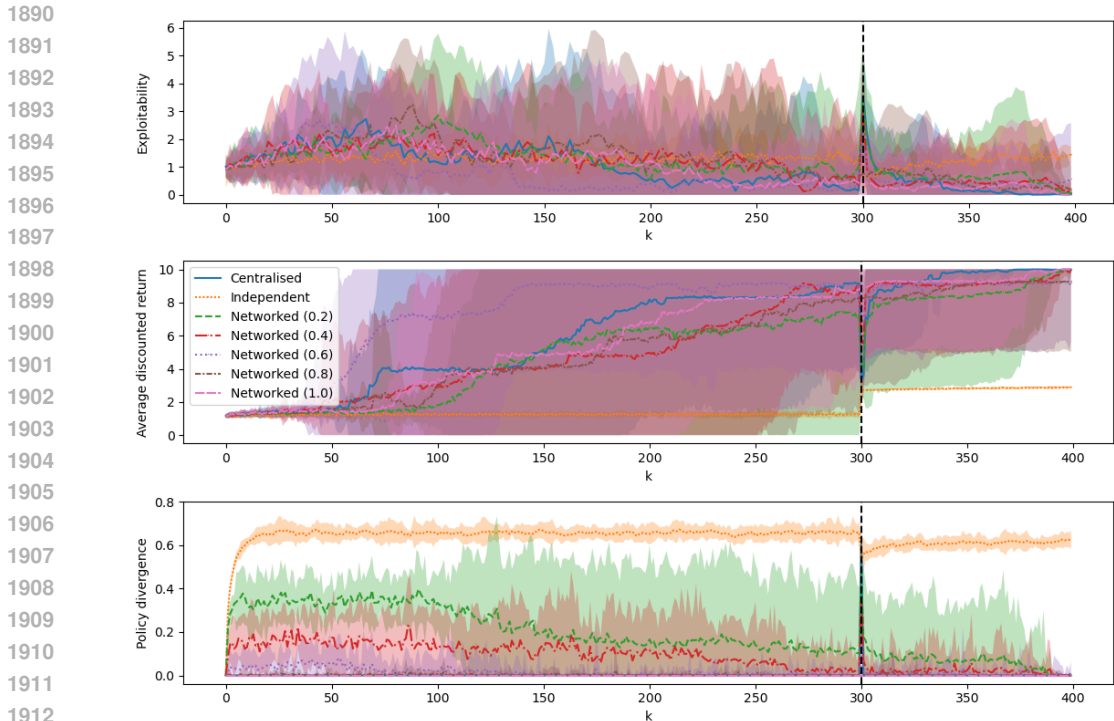 1890
1891
1892
1893
1894
1895
1896
1897
1898
1899
1900
1901
1902
1903
1904
1905
1906
1907
1908
1909
1910
1911
1912
Exploitability
6
5
4
3
2
1
0
0 50 100 150 200 250 300 350 400
k
Average discounted return
10
8
6
4
2
0
Centralised
Independent
Networked (0.2)
Networked (0.4)
Networked (0.6)
Networked (0.8)
Networked (1.0)
0 50 100 150 200 250 300 350 400
k
Policy divergence
0.8
0.6
0.4
0.2
0.0
0 50 100 150 200 250 300 350 400
k